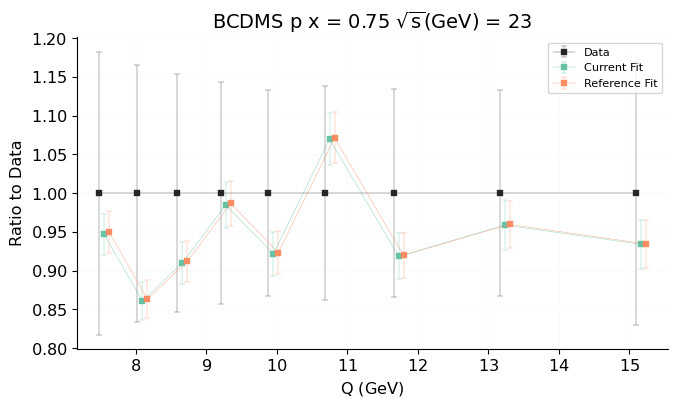 BCDMS p x = 0.75 √s(GeV) = 23
Data
Current Fit
Reference Fit
Ratio to Data
1.20
1.15
1.10
1.05
1.00
0.95
0.90
0.85
0.80
8 9 10 11 12 13 14 15
Q (GeV)